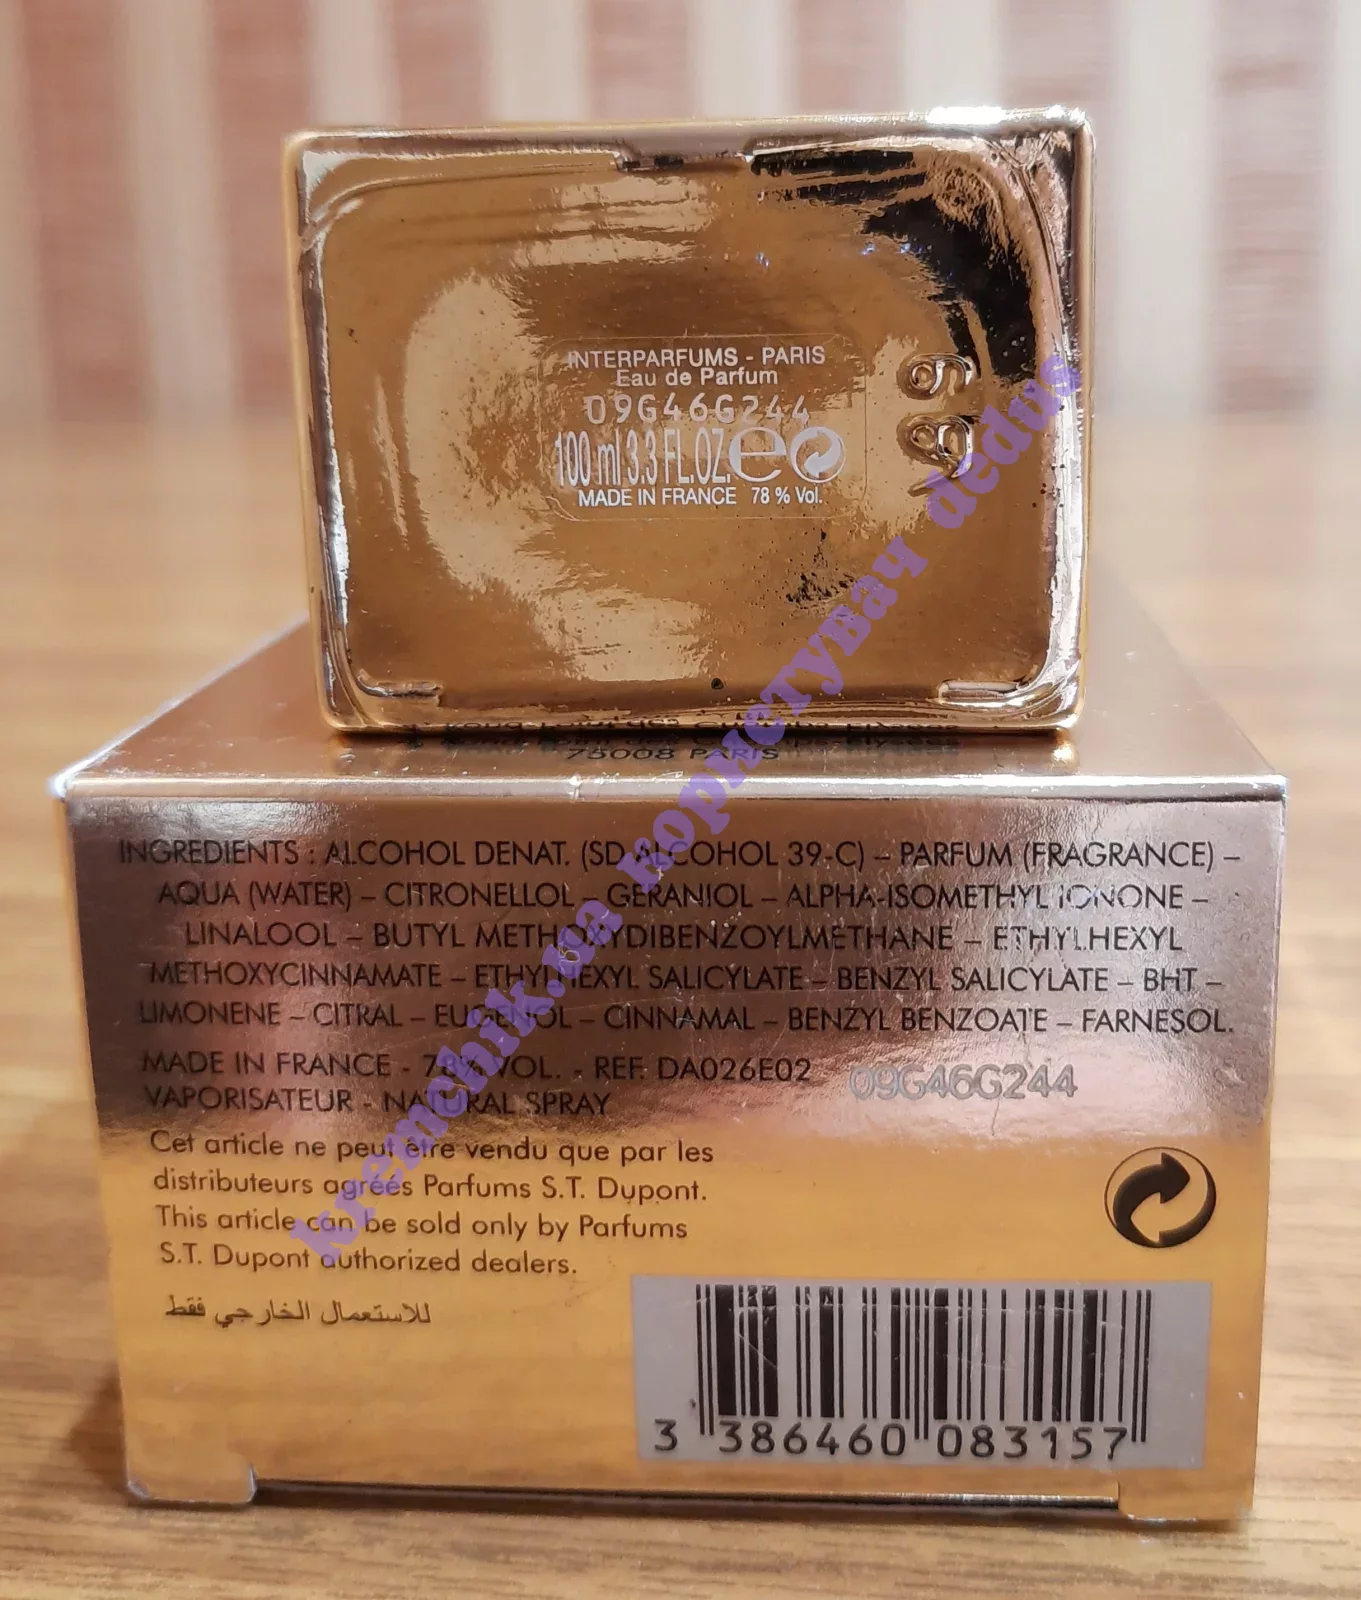 INTERPARFUMS - PARIS
Eau de Parfum
09G46G244
100 ml 3.3 FL.OZ. e
MADE IN FRANCE 78 % Vol.
75008 PARIS
INGREDIENTS : ALCOHOL DENAT. (SD ALCOHOL 39-C) – PARFUM (FRAGRANCE) –
AQUA (WATER) – CITRONELLOL – GERANIOL – ALPHA-ISOMETHYL IONONE –
LINALOOL – BUTYL METHOXYDIBENZOYLMETHANE – ETHYLHEXYL
METHOXYCINNAMATE – ETHYLHEXYL SALICYLATE – BENZYL SALICYLATE – BHT –
LIMONENE – CITRAL – EUGENOL – CINNAMAL – BENZYL BENZOATE – FARNESOL.
MADE IN FRANCE - 78% VOL. - REF: DA026E02
09G46G244
VAPORISATEUR - NATURAL SPRAY
Cet article ne peut être vendu que par les
distributeurs agréés Parfums S.T. Dupont.
This article can be sold only by Parfums
S.T. Dupont authorized dealers.
للاستعمال الخارجي فقط
3 386460 083157
kremchik.ua користувач dedus